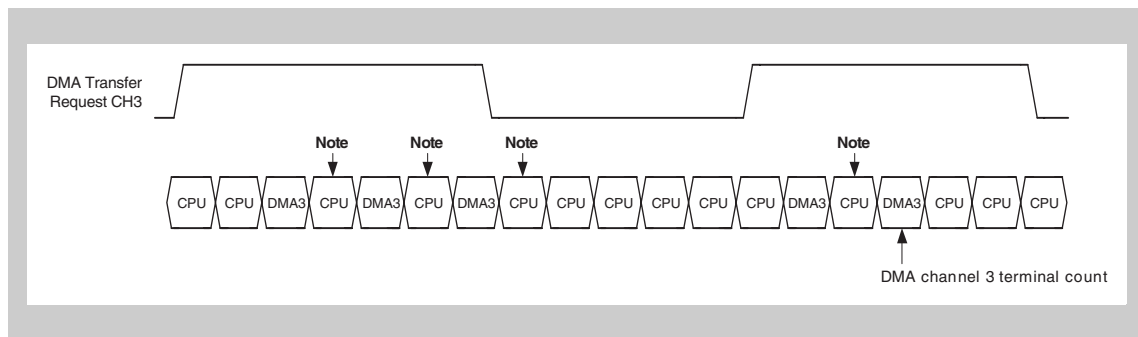 DMA Transfer
Request CH3
Note Note Note Note
CPU CPU DMA3 CPU DMA3 CPU DMA3 CPU CPU CPU CPU CPU CPU DMA3 CPU DMA3 CPU CPU CPU
DMA channel 3 terminal count